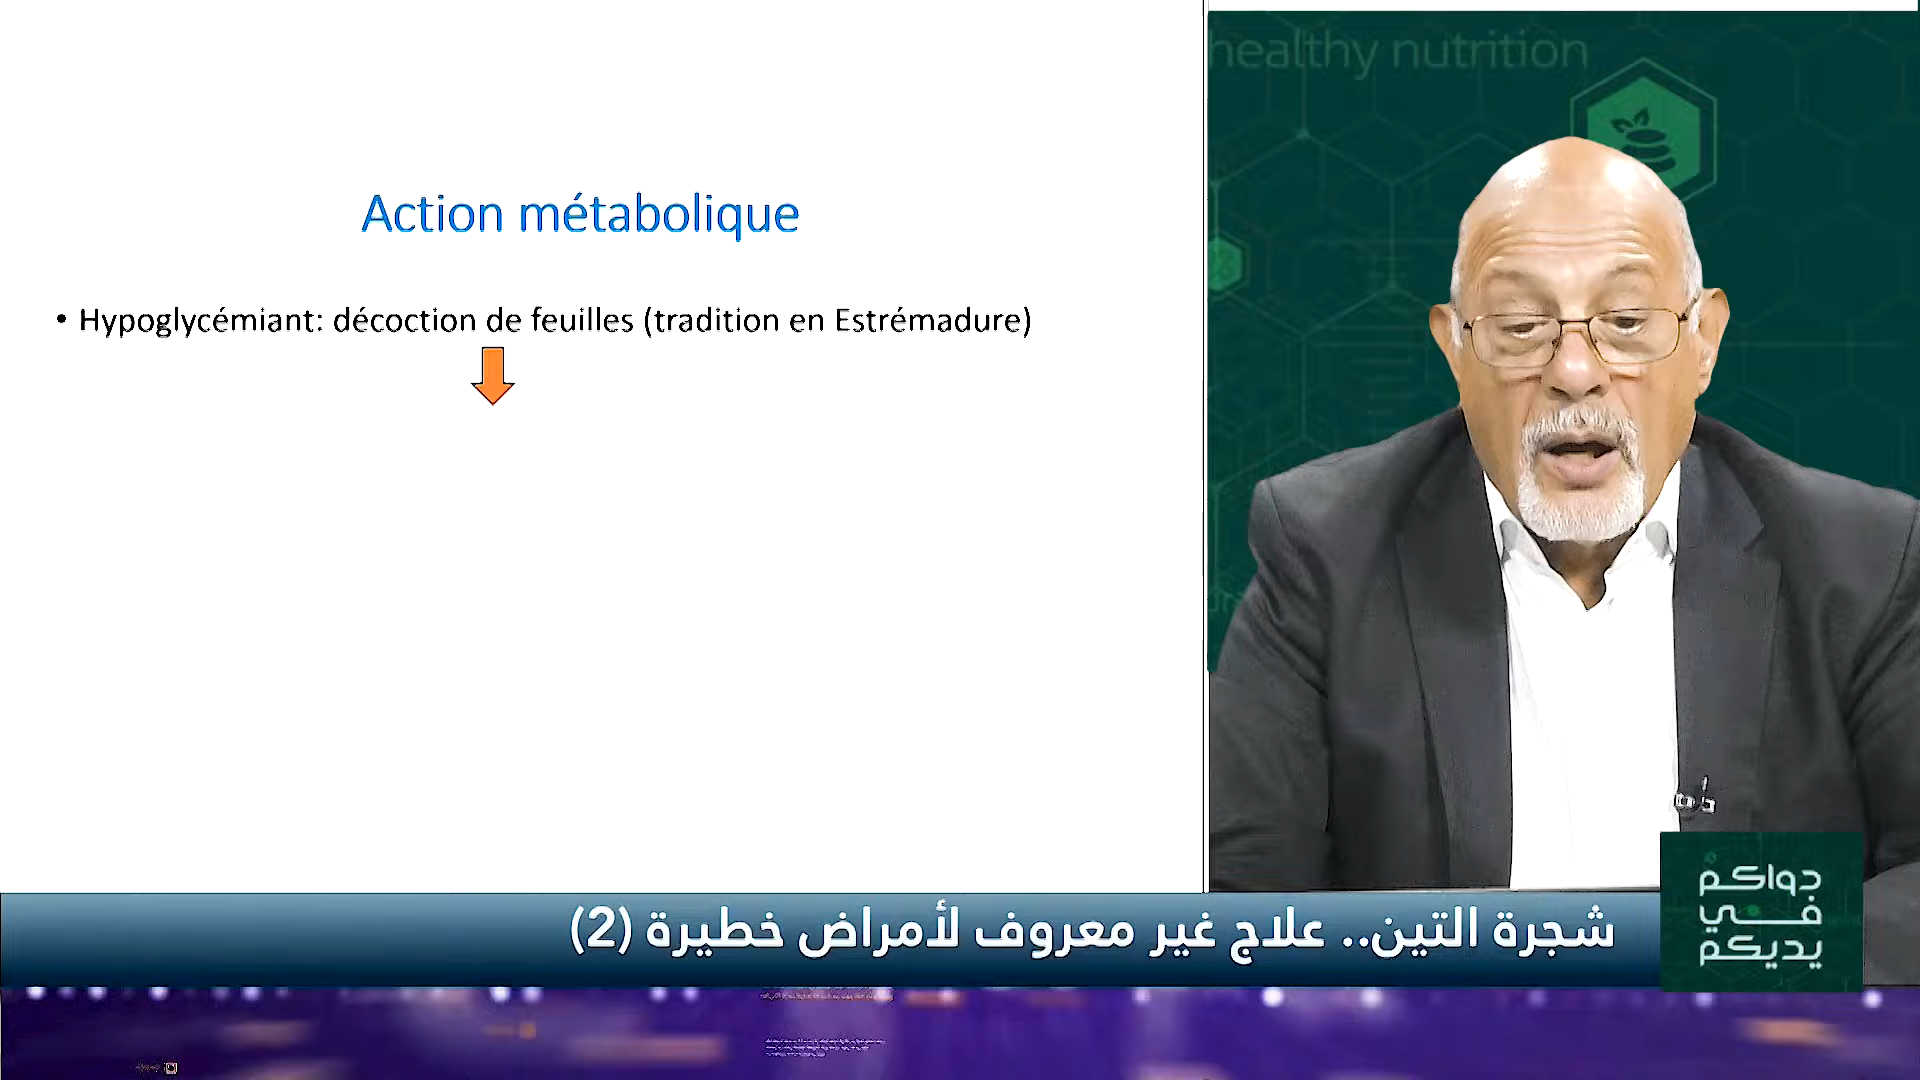 healthy nutrition
Action métabolique
• Hypoglycémiant: décoction de feuilles (tradition en Estrémadure)
شجرة التين.. علاج غير معروف لأمراض خطيرة (2)
دواكم
في
يديكم